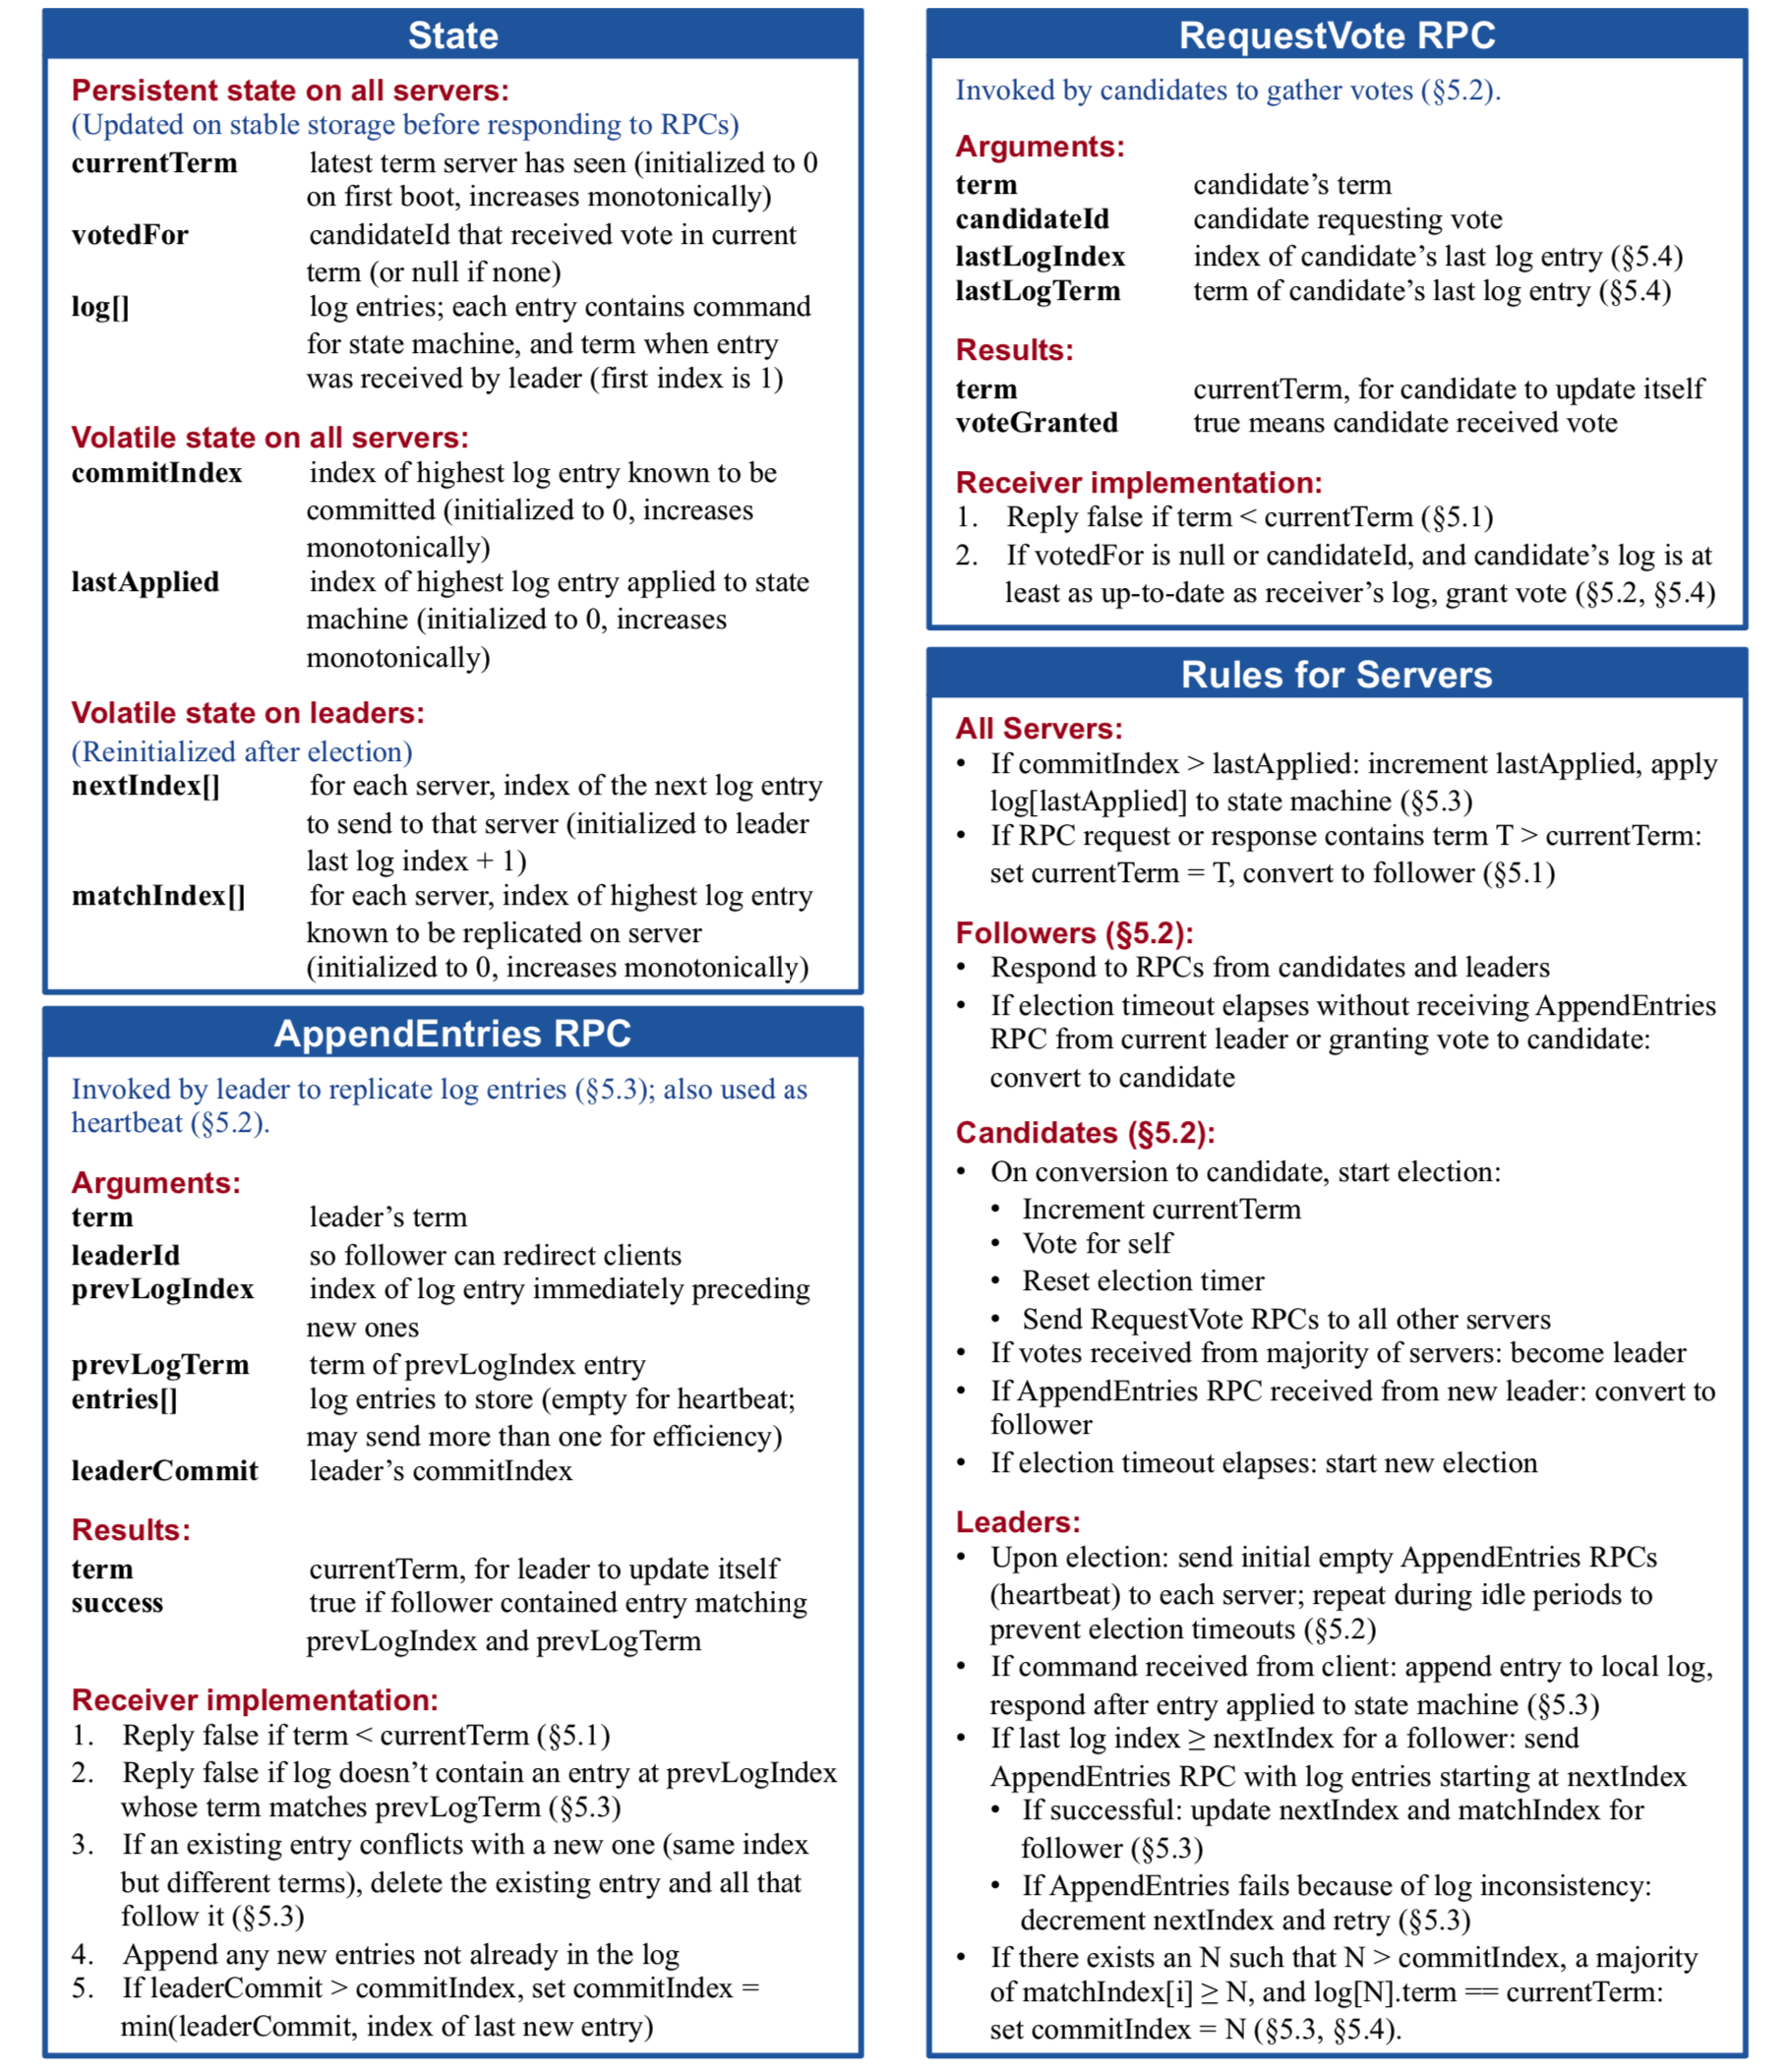 State
Persistent state on all servers:
(Updated on stable storage before responding to RPCs)
currentTerm latest term server has seen (initialized to 0
on first boot, increases monotonically)
votedFor candidateId that received vote in current
term (or null if none)
log[] log entries; each entry contains command
for state machine, and term when entry
was received by leader (first index is 1)
Volatile state on all servers:
commitIndex index of highest log entry known to be
committed (initialized to 0, increases
monotonically)
lastApplied index of highest log entry applied to state
machine (initialized to 0, increases
monotonically)
Volatile state on leaders:
(Reinitialized after election)
nextIndex[] for each server, index of the next log entry
to send to that server (initialized to leader
last log index + 1)
matchIndex[] for each server, index of highest log entry
known to be replicated on server
(initialized to 0, increases monotonically)
AppendEntries RPC
Invoked by leader to replicate log entries (§5.3); also used as
heartbeat (§5.2).
Arguments:
term leader’s term
leaderId so follower can redirect clients
prevLogIndex index of log entry immediately preceding
new ones
prevLogTerm term of prevLogIndex entry
entries[] log entries to store (empty for heartbeat;
may send more than one for efficiency)
leaderCommit leader’s commitIndex
Results:
term currentTerm, for leader to update itself
success true if follower contained entry matching
prevLogIndex and prevLogTerm
Receiver implementation:
1. Reply false if term < currentTerm (§5.1)
2. Reply false if log doesn’t contain an entry at prevLogIndex
whose term matches prevLogTerm (§5.3)
3. If an existing entry conflicts with a new one (same index
but different terms), delete the existing entry and all that
follow it (§5.3)
4. Append any new entries not already in the log
5. If leaderCommit > commitIndex, set commitIndex =
min(leaderCommit, index of last new entry)
RequestVote RPC
Invoked by candidates to gather votes (§5.2).
Arguments:
term candidate’s term
candidateId candidate requesting vote
lastLogIndex index of candidate’s last log entry (§5.4)
lastLogTerm term of candidate’s last log entry (§5.4)
Results:
term currentTerm, for candidate to update itself
voteGranted true means candidate received vote
Receiver implementation:
1. Reply false if term < currentTerm (§5.1)
2. If votedFor is null or candidateId, and candidate’s log is at
least as up-to-date as receiver’s log, grant vote (§5.2, §5.4)
Rules for Servers
All Servers:
• If commitIndex > lastApplied: increment lastApplied, apply
log[lastApplied] to state machine (§5.3)
• If RPC request or response contains term T > currentTerm:
set currentTerm = T, convert to follower (§5.1)
Followers (§5.2):
• Respond to RPCs from candidates and leaders
• If election timeout elapses without receiving AppendEntries
RPC from current leader or granting vote to candidate:
convert to candidate
Candidates (§5.2):
• On conversion to candidate, start election:
• Increment currentTerm
• Vote for self
• Reset election timer
• Send RequestVote RPCs to all other servers
• If votes received from majority of servers: become leader
• If AppendEntries RPC received from new leader: convert to
follower
• If election timeout elapses: start new election
Leaders:
• Upon election: send initial empty AppendEntries RPCs
(heartbeat) to each server; repeat during idle periods to
prevent election timeouts (§5.2)
• If command received from client: append entry to local log,
respond after entry applied to state machine (§5.3)
• If last log index ≥ nextIndex for a follower: send
AppendEntries RPC with log entries starting at nextIndex
• If successful: update nextIndex and matchIndex for
follower (§5.3)
• If AppendEntries fails because of log inconsistency:
decrement nextIndex and retry (§5.3)
• If there exists an N such that N > commitIndex, a majority
of matchIndex[i] ≥ N, and log[N].term == currentTerm:
set commitIndex = N (§5.3, §5.4).